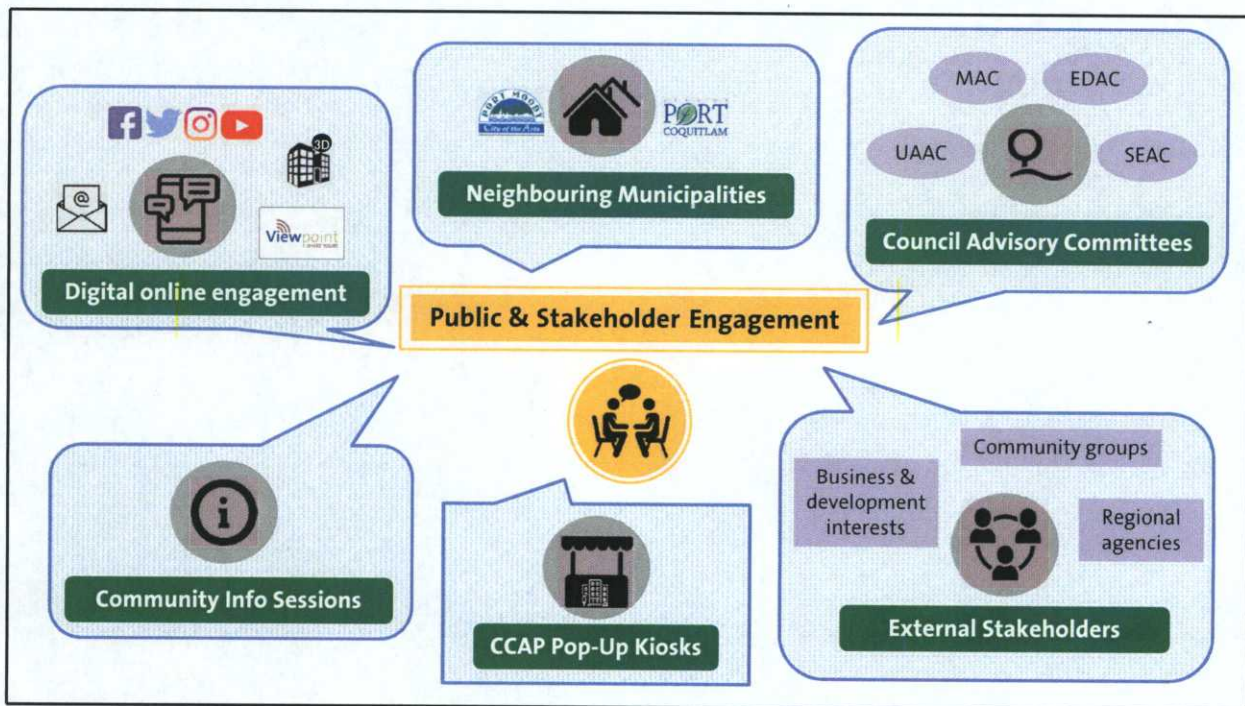 3D
@
Viewpoint
Digital online engagement
PORT MOODY
City of the Arts
PORT
COQUITLAM
Neighbouring Municipalities
MAC
EDAC
UAAC
SEAC
Council Advisory Committees
Public & Stakeholder Engagement
Community Info Sessions
CCAP Pop-Up Kiosks
Community groups
Business &
development
interests
Regional
agencies
External Stakeholders